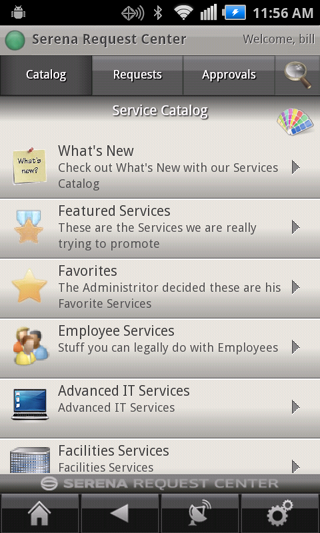 11:56 AM
Serena Request Center
Welcome, bill
Catalog
Requests
Approvals
Service Catalog
What's new?
What's New
Check out What's New with our Services
Catalog
Featured Services
These are the Services we are really
trying to promote
Favorites
The Administritor decided these are his
Favorite Services
Employee Services
Stuff you can legally do with Employees
Advanced IT Services
Advanced IT Services
Facilities Services
Facilities Services
SERENA REQUEST CENTER